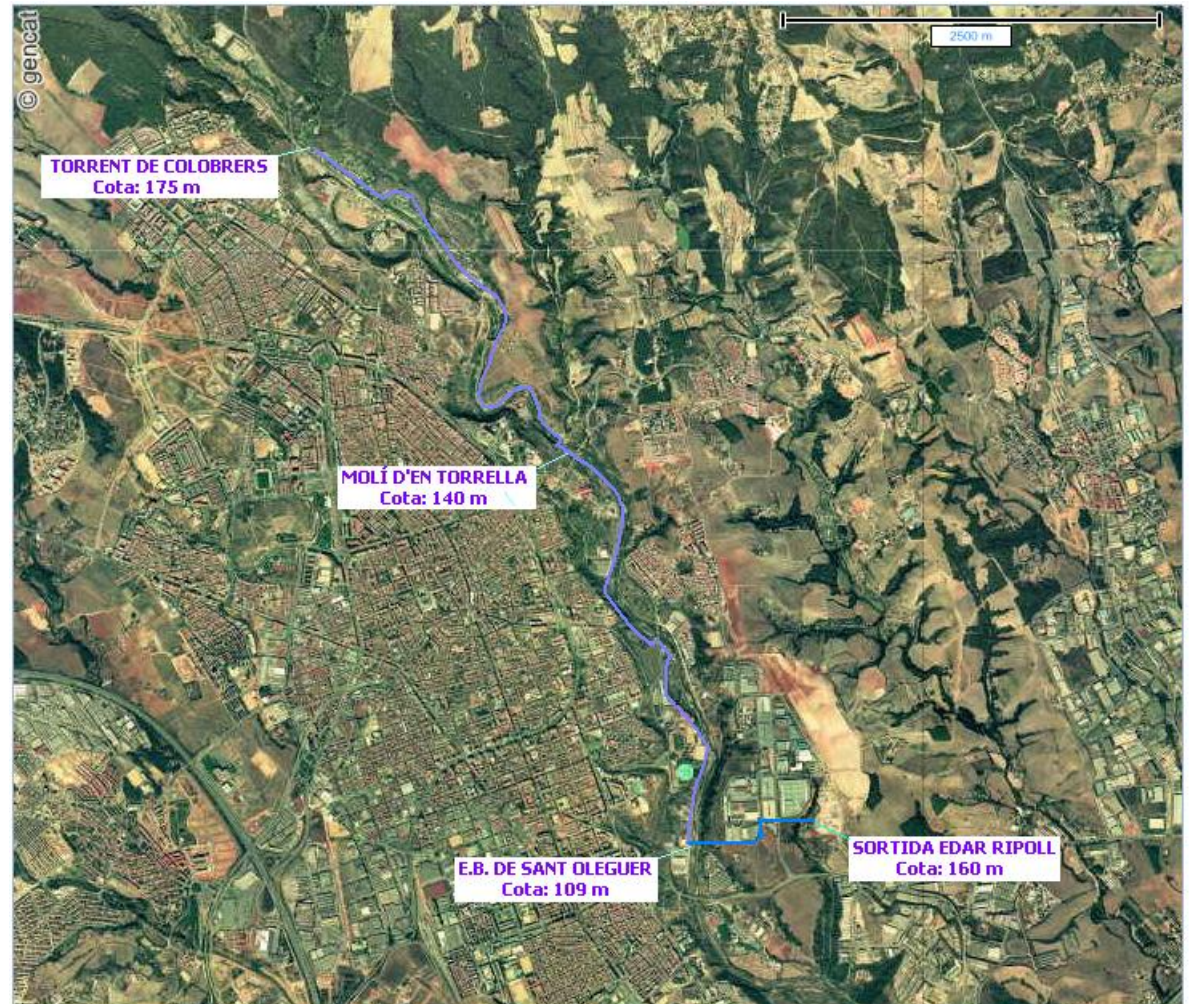 © gencat
2500 m
TORRENT DE COLOBRERS
Cota: 175 m
MOLÍ D'EN TORRELLA
Cota: 140 m
E.B. DE SANT OLEGUER
Cota: 109 m
SORTIDA EDAR RIPOLL
Cota: 160 m